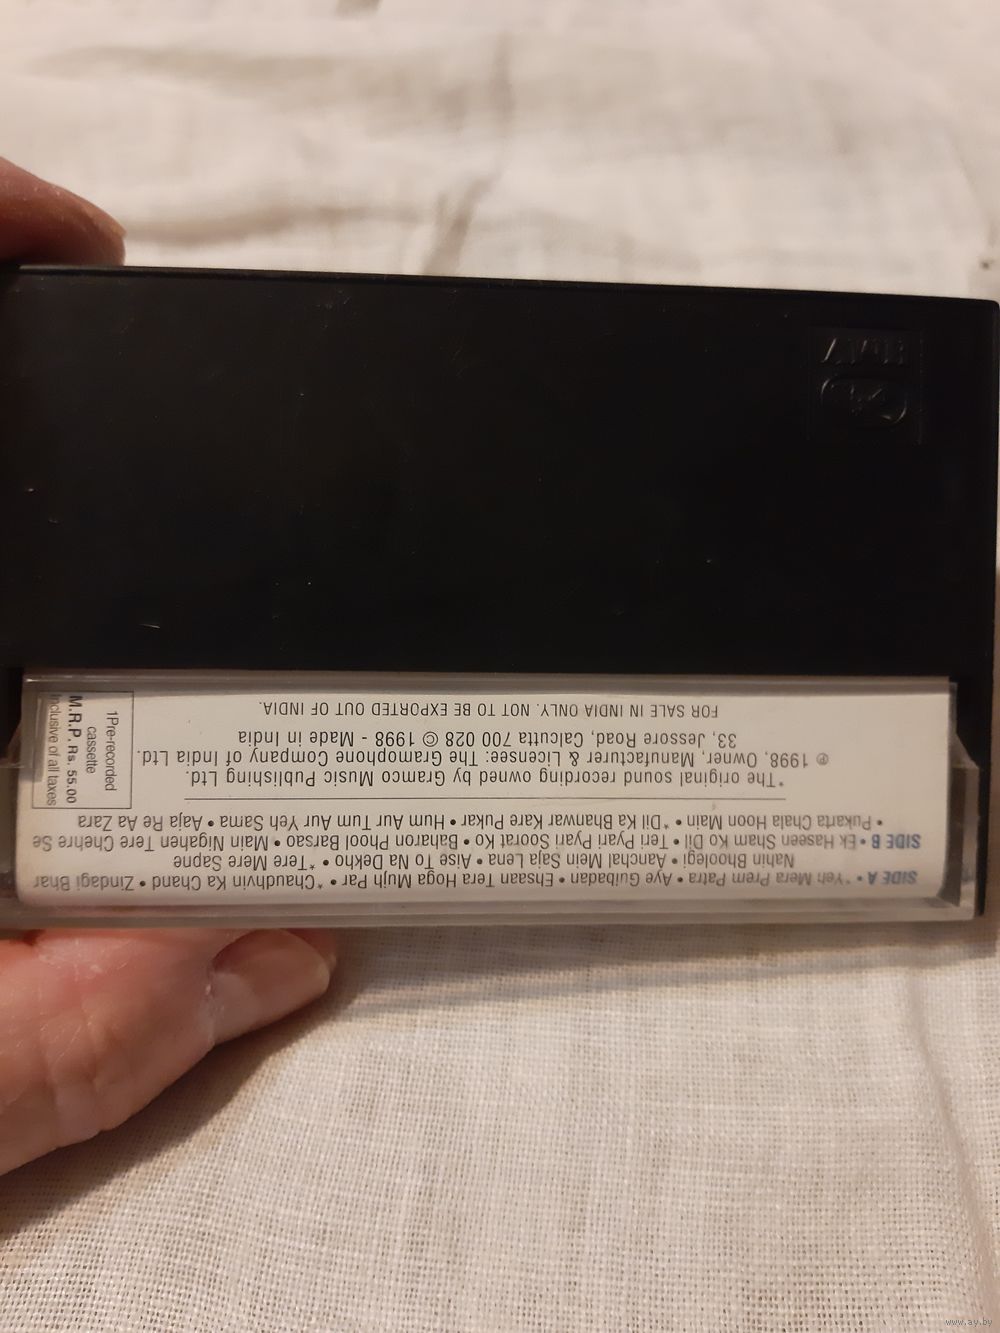 SIDE A • *Yeh Mera Prem Patra • Aye Gulbadan • Ehsaan Tera Hoga Mujh Par • *Chaudhvin Ka Chand • Zindagi Bhar
Nahin Bhoolegi • Aanchal Mein Saja Lena • Aise To Na Dekho • *Tere Mere Sapne
SIDE B • Ek Haseen Sham Ko Dil • Teri Pyari Pyari Soorat Ko • Baharon Phool Barsao • Main Nigahen Tere Chehre Se
• Pukarta Chala Hoon Main • *Dil Ka Bhanwar Kare Pukar • Hum Aur Tum Aur Yeh Sama • Aaja Re Aa Zara
*The original sound recording owned by Gramco Music Publishing Ltd.
℗ 1998, Owner, Manufacturer & Licensee: The Gramophone Company of India Ltd.
33, Jessore Road, Calcutta 700 028 © 1998 - Made in India
FOR SALE IN INDIA ONLY. NOT TO BE EXPORTED OUT OF INDIA.
1Pre-recorded
cassette
M.R.P. Rs. 55.00
Inclusive of all taxes
HMV
www.ay.by